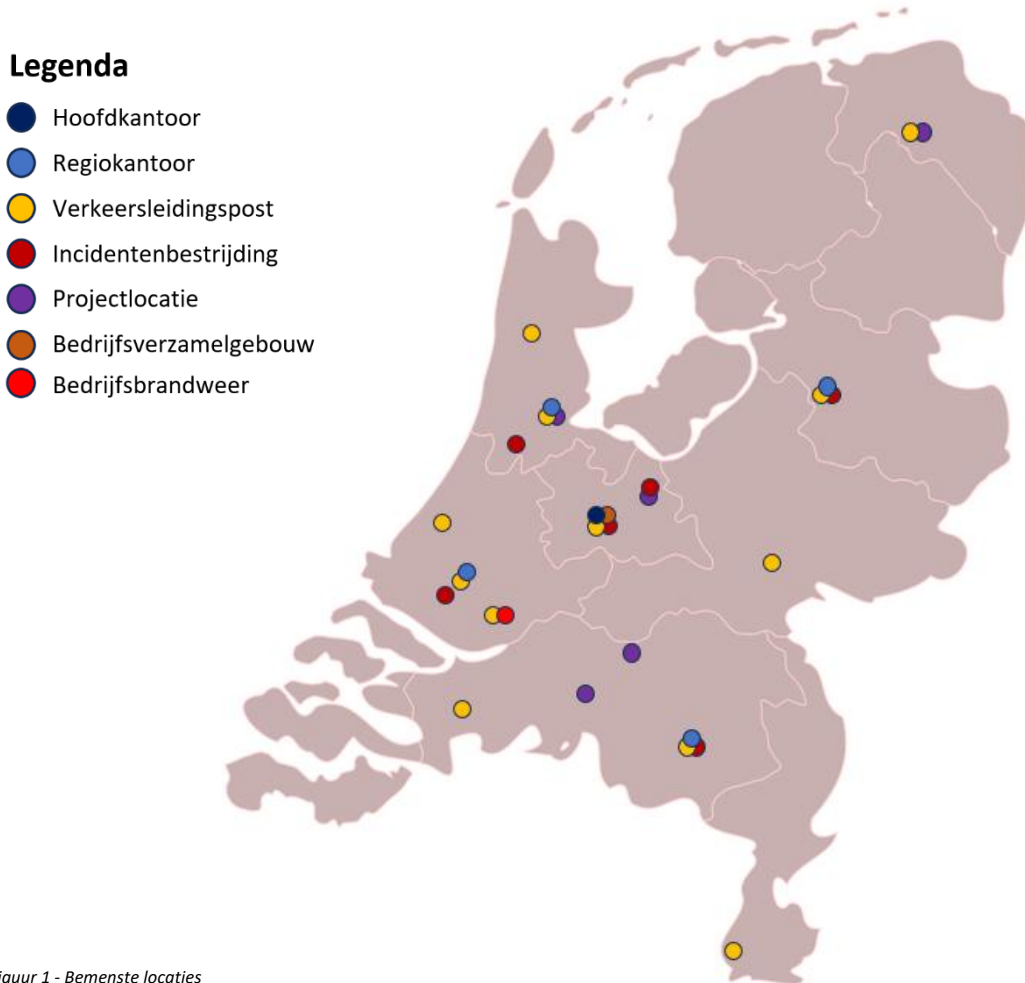 Legenda
Hoofdkantoor
Regiokantoor
Verkeersleidingspost
Incidentenbestrijding
Projectlocatie
Bedrijfsverzamelgebouw
Bedrijfsbrandweer
iguur 1 - Bemenste locaties